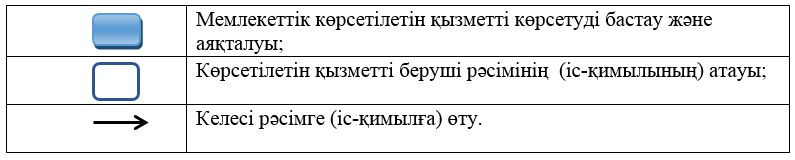 Мемлекеттік көрсетілетін қызметті көрсетуді бастау және
аяқталуы;
Көрсетілетін қызметті беруші рәсімінің (іс-қимылының) атауы;
Келесі рәсімге (іс-қимылға) өту.